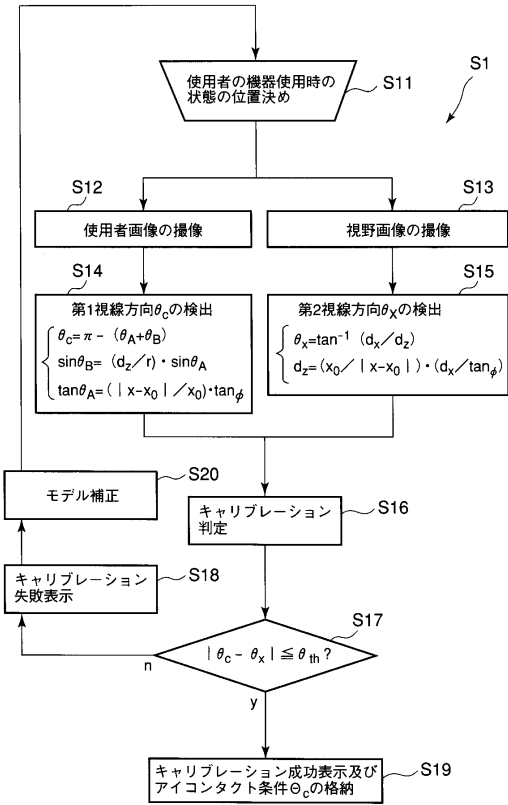 S1
使用者の機器使用時の
状態の位置決め
S11
S12
使用者画像の撮像
S13
視野画像の撮像
S14
第1視線方向θcの検出
θc=π− (θA+θB)
sinθB= (dz/r)・sinθA
tanθA=(|x-x0|/x0)・tanφ
S15
第2視線方向θxの検出
θx=tan⁻¹ (dx/dz)
dz=(x0/|x-x0|)・(dx/tanφ)
S20
モデル補正
S16
キャリブレーション
判定
S18
キャリブレーション
失敗表示
S17
|θc − θx| ≦ θth ?
n
y
キャリブレーション成功表示及び
アイコンタクト条件Θcの格納
S19